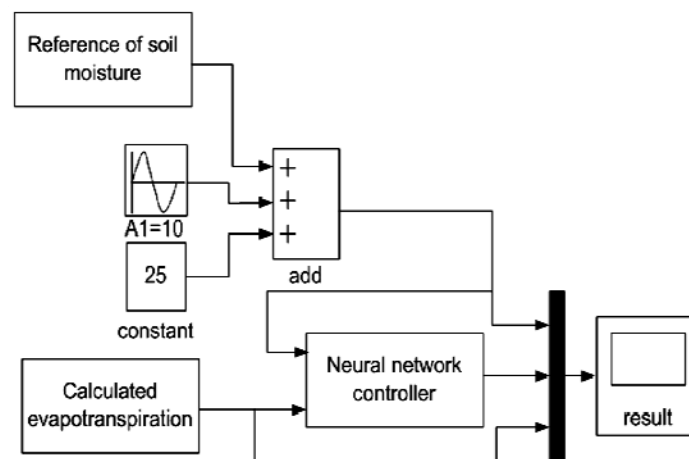 Reference of soil
moisture
+
+
+
A1=10
add
25
constant
Neural network
controller
Calculated
evapotranspiration
result